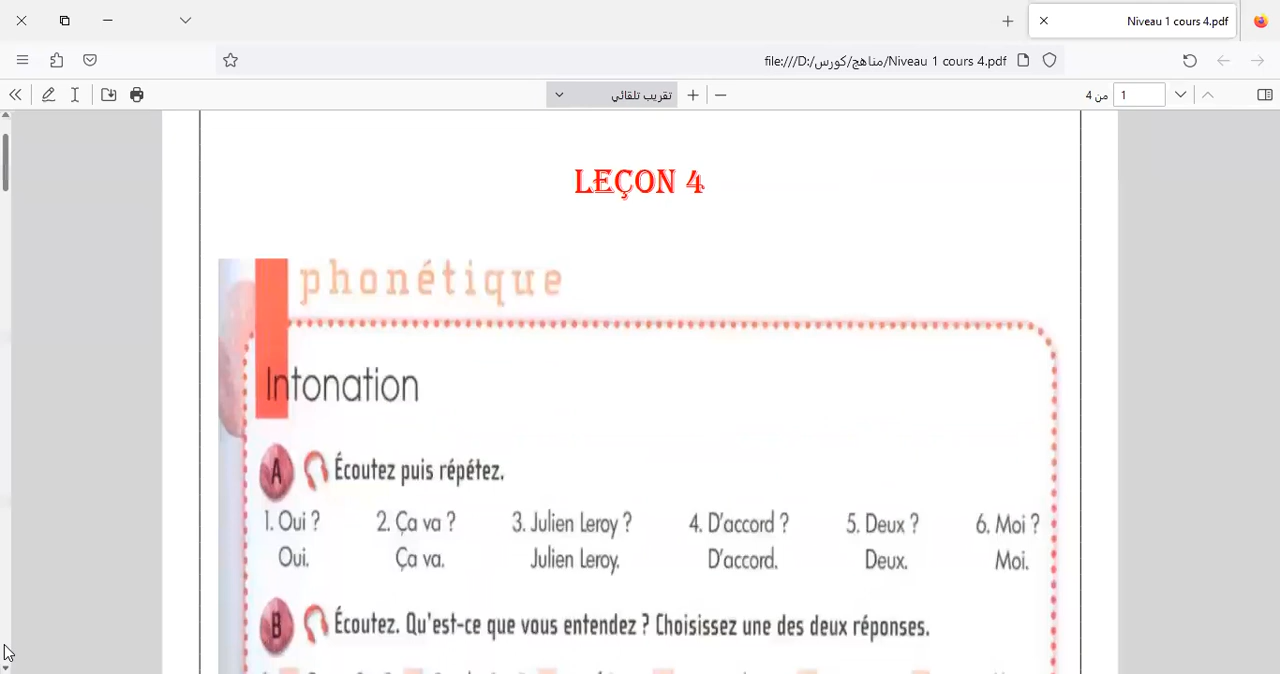 Niveau 1 cours 4.pdf
file:///D:/مناهج/كورس/Niveau 1 cours 4.pdf
تقريب تلقائي
من 4
1
LEÇON 4
phonétique
Intonation
A Écoutez puis répétez.
1. Oui ? 2. Ça va ? 3. Julien Leroy ? 4. D'accord ? 5. Deux ? 6. Moi ?
Oui. Ça va. Julien Leroy. D'accord. Deux. Moi.
B Écoutez. Qu'est-ce que vous entendez ? Choisissez une des deux réponses.